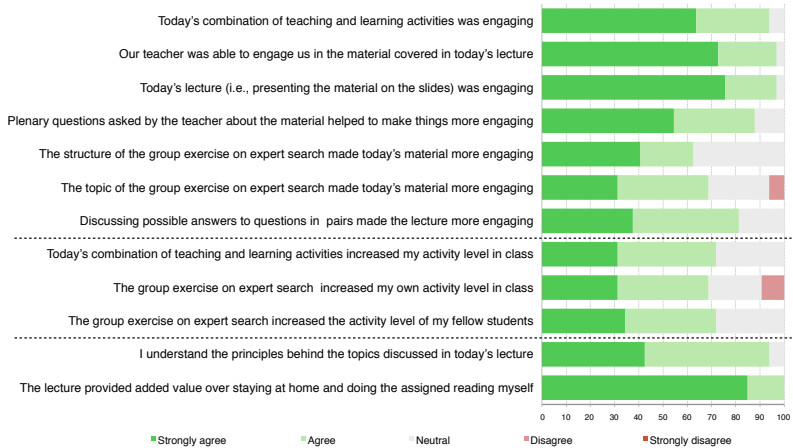 Today's combination of teaching and learning activities was engaging
Our teacher was able to engage us in the material covered in today's lecture
Today's lecture (i.e., presenting the material on the slides) was engaging
Plenary questions asked by the teacher about the material helped to make things more engaging
The structure of the group exercise on expert search made today's material more engaging
The topic of the group exercise on expert search made today's material more engaging
Discussing possible answers to questions in pairs made the lecture more engaging
Today's combination of teaching and learning activities increased my activity level in class
The group exercise on expert search increased my own activity level in class
The group exercise on expert search increased the activity level of my fellow students
I understand the principles behind the topics discussed in today's lecture
The lecture provided added value over staying at home and doing the assigned reading myself
0 10 20 30 40 50 60 70 80 90 100
Strongly agree Agree Neutral Disagree Strongly disagree